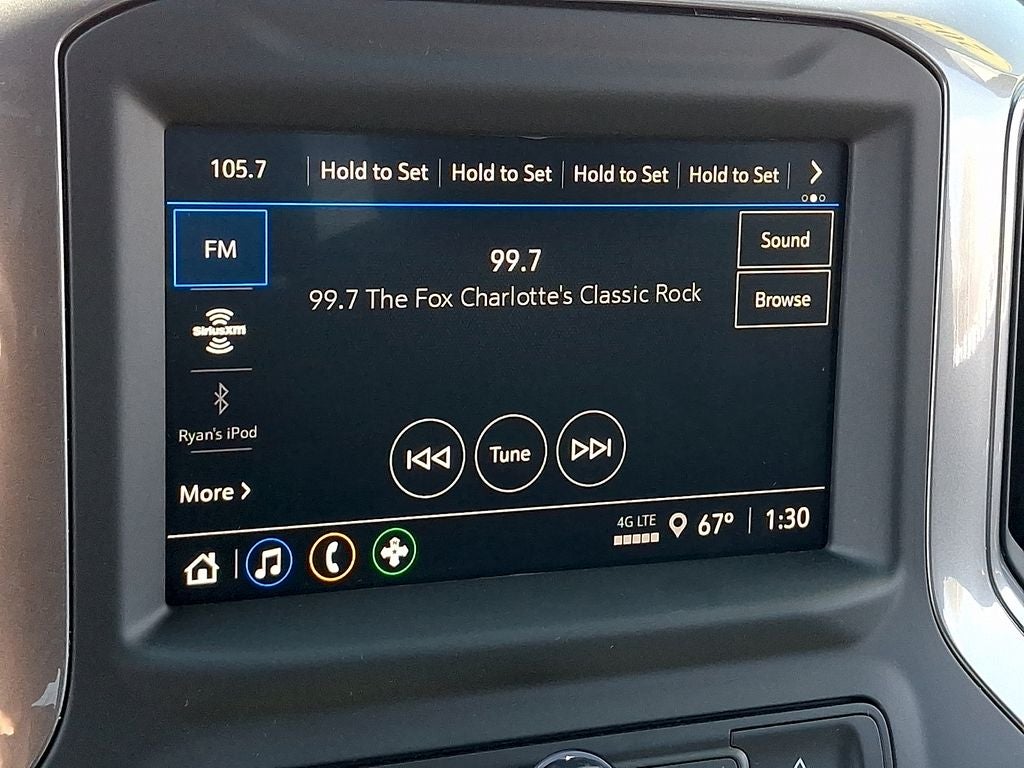 105.7 Hold to Set Hold to Set Hold to Set Hold to Set
FM
Sound
99.7
99.7 The Fox Charlotte's Classic Rock
Browse
SiriusXM
Ryan's iPod
Tune
More
4G LTE 67° 1:30
N